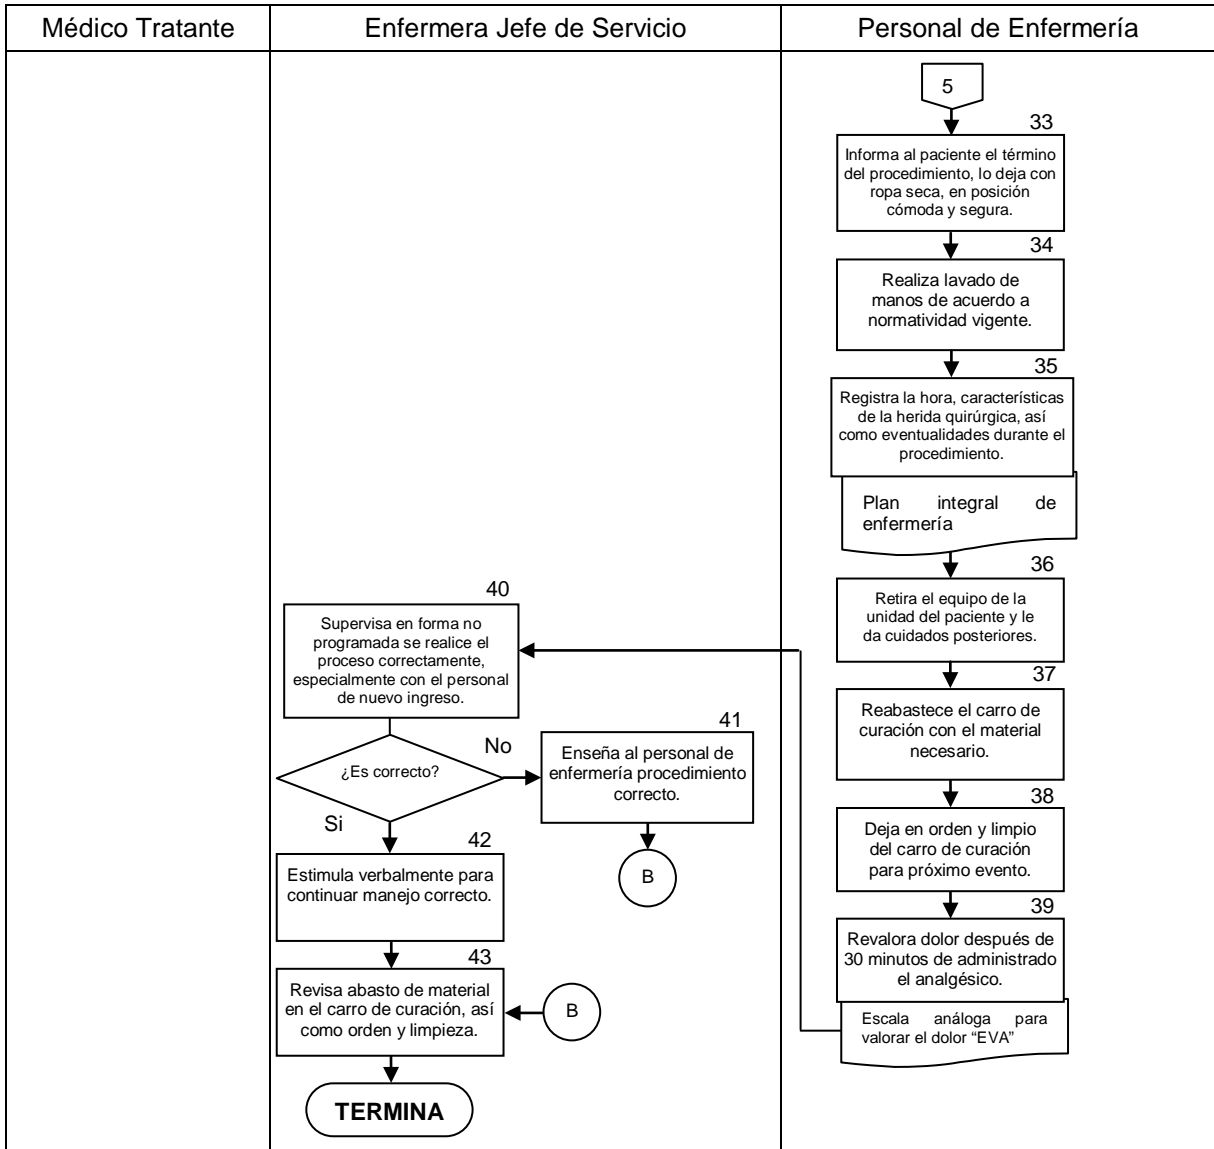 Médico Tratante
Enfermera Jefe de Servicio
Personal de Enfermería
5
33
Informa al paciente el término
del procedimiento, lo deja con
ropa seca, en posición
cómoda y segura.
34
Realiza lavado de
manos de acuerdo a
normatividad vigente.
35
Registra la hora, características
de la herida quirúrgica, así
como eventualidades durante el
procedimiento.
Plan integral de
enfermería
36
Retira el equipo de la
unidad del paciente y le
da cuidados posteriores.
37
Reabastece el carro de
curación con el material
necesario.
38
Deja en orden y limpio
del carro de curación
para próximo evento.
39
Revalora dolor después de
30 minutos de administrado
el analgésico.
Escala análoga para
valorar el dolor “EVA”
40
Supervisa en forma no
programada se realice el
proceso correctamente,
especialmente con el personal
de nuevo ingreso.
¿Es correcto?
No
41
Enseña al personal de
enfermería procedimiento
correcto.
B
Si
42
Estimula verbalmente para
continuar manejo correcto.
43
Revisa abasto de material
en el carro de curación, así
como orden y limpieza.
B
TERMINA